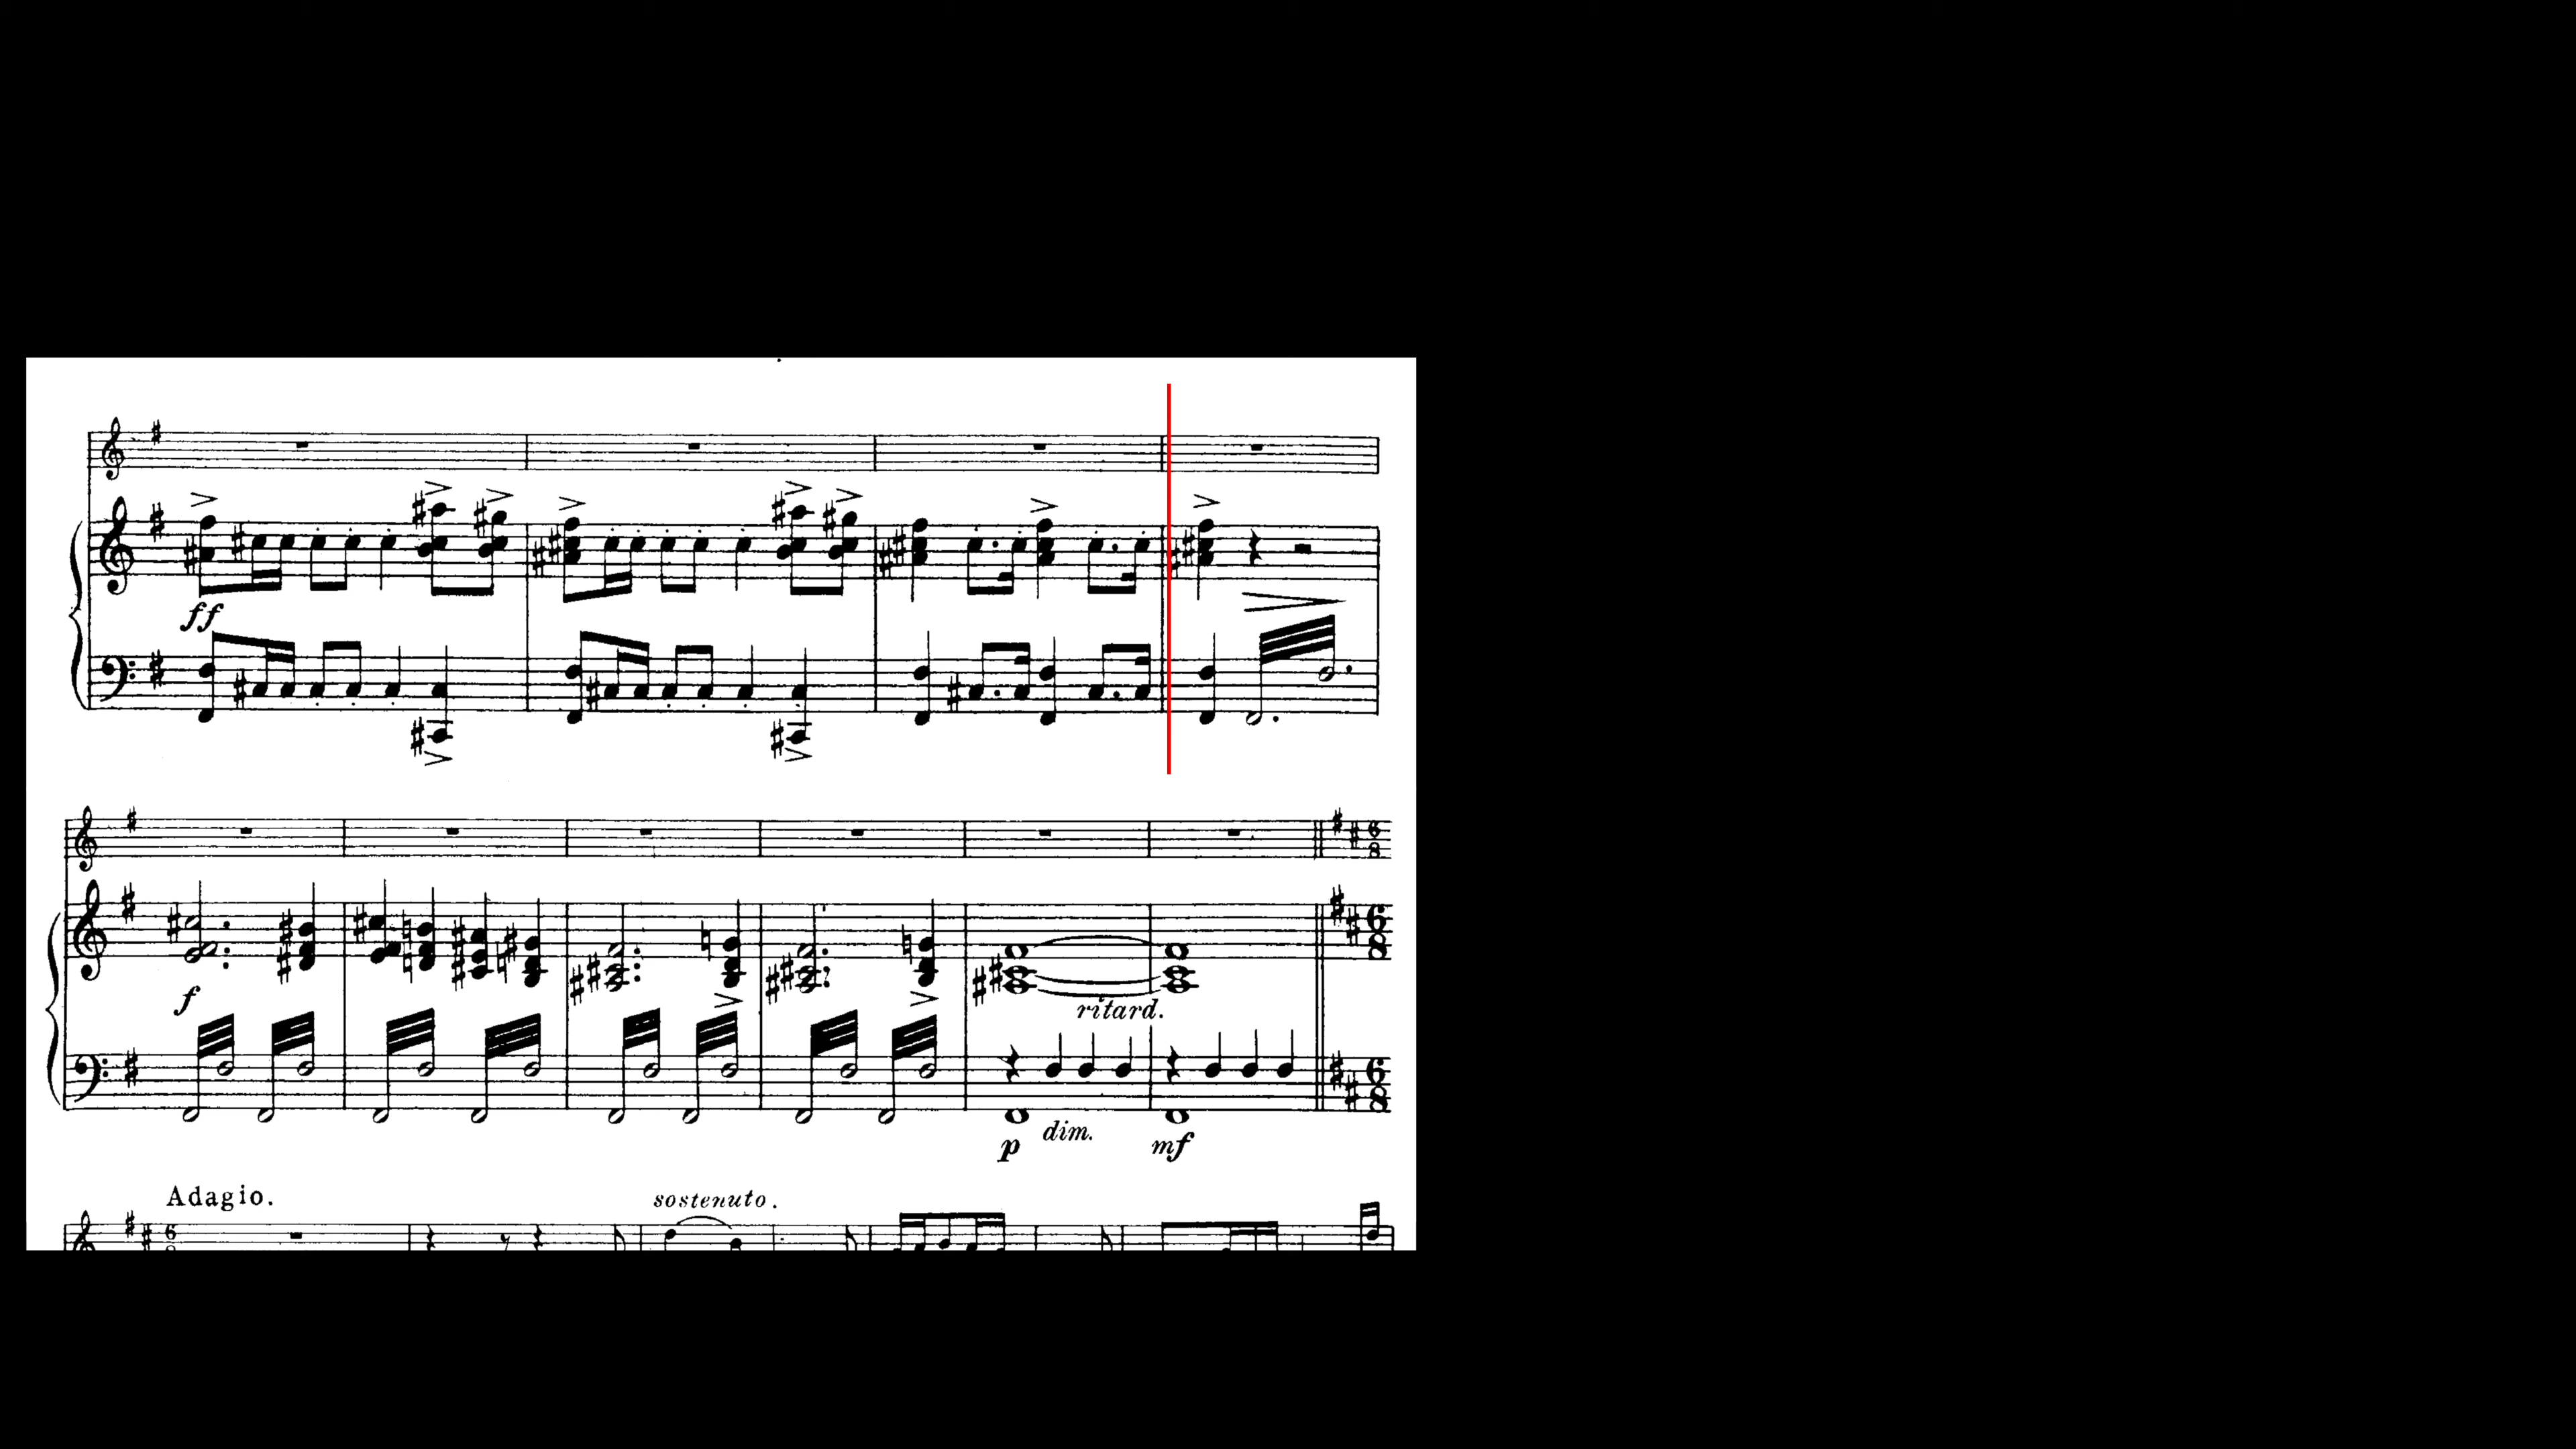 ff
f
ritard.
p dim. mf
Adagio. sostenuto.